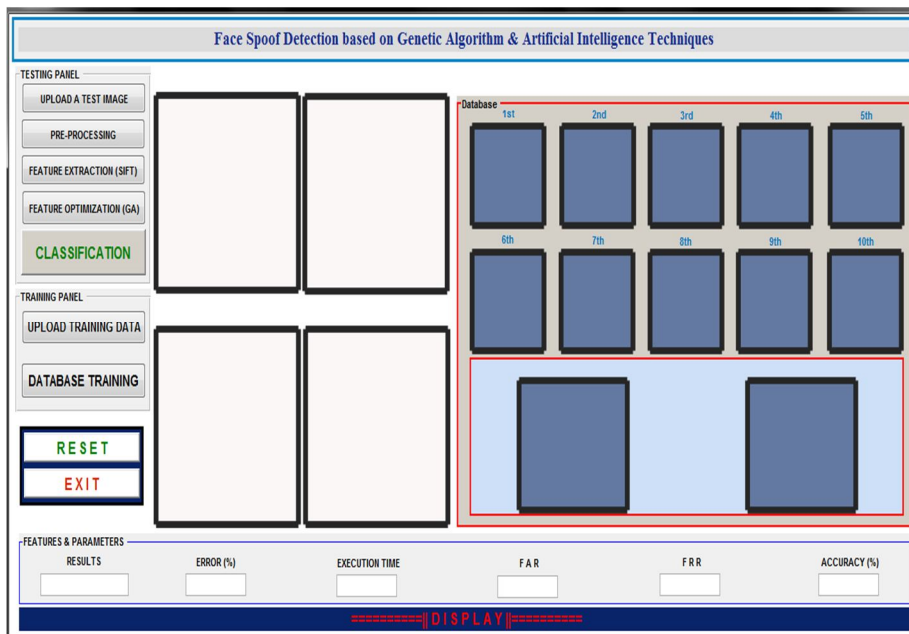 Face Spoof Detection based on Genetic Algorithm & Artificial Intelligence Techniques
TESTING PANEL
UPLOAD A TEST IMAGE
PRE-PROCESSING
FEATURE EXTRACTION (SIFT)
FEATURE OPTIMIZATION (GA)
CLASSIFICATION
TRAINING PANEL
UPLOAD TRAINING DATA
DATABASE TRAINING
RESET
EXIT
Database
1st 2nd 3rd 4th 5th
6th 7th 8th 9th 10th
FEATURES & PARAMETERS
RESULTS ERROR (%) EXECUTION TIME F A R F R R ACCURACY (%)
==========|| D I S P L A Y ||==========